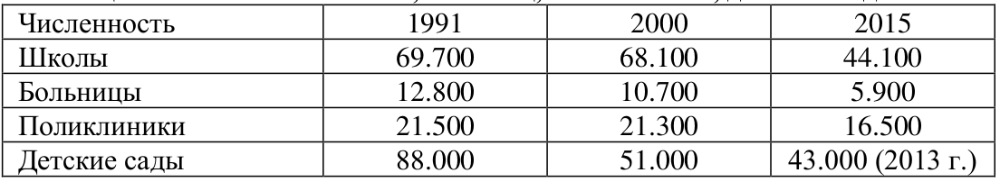 Численность 1991 2000 2015
Школы 69.700 68.100 44.100
Больницы 12.800 10.700 5.900
Поликлиники 21.500 21.300 16.500
Детские сады 88.000 51.000 43.000 (2013 г.)